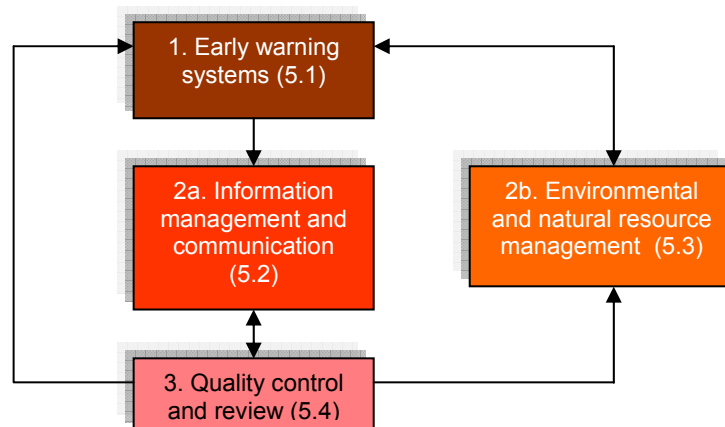 1. Early warning
systems (5.1)
2a. Information
management and
communication
(5.2)
2b. Environmental
and natural resource
management (5.3)
3. Quality control
and review (5.4)